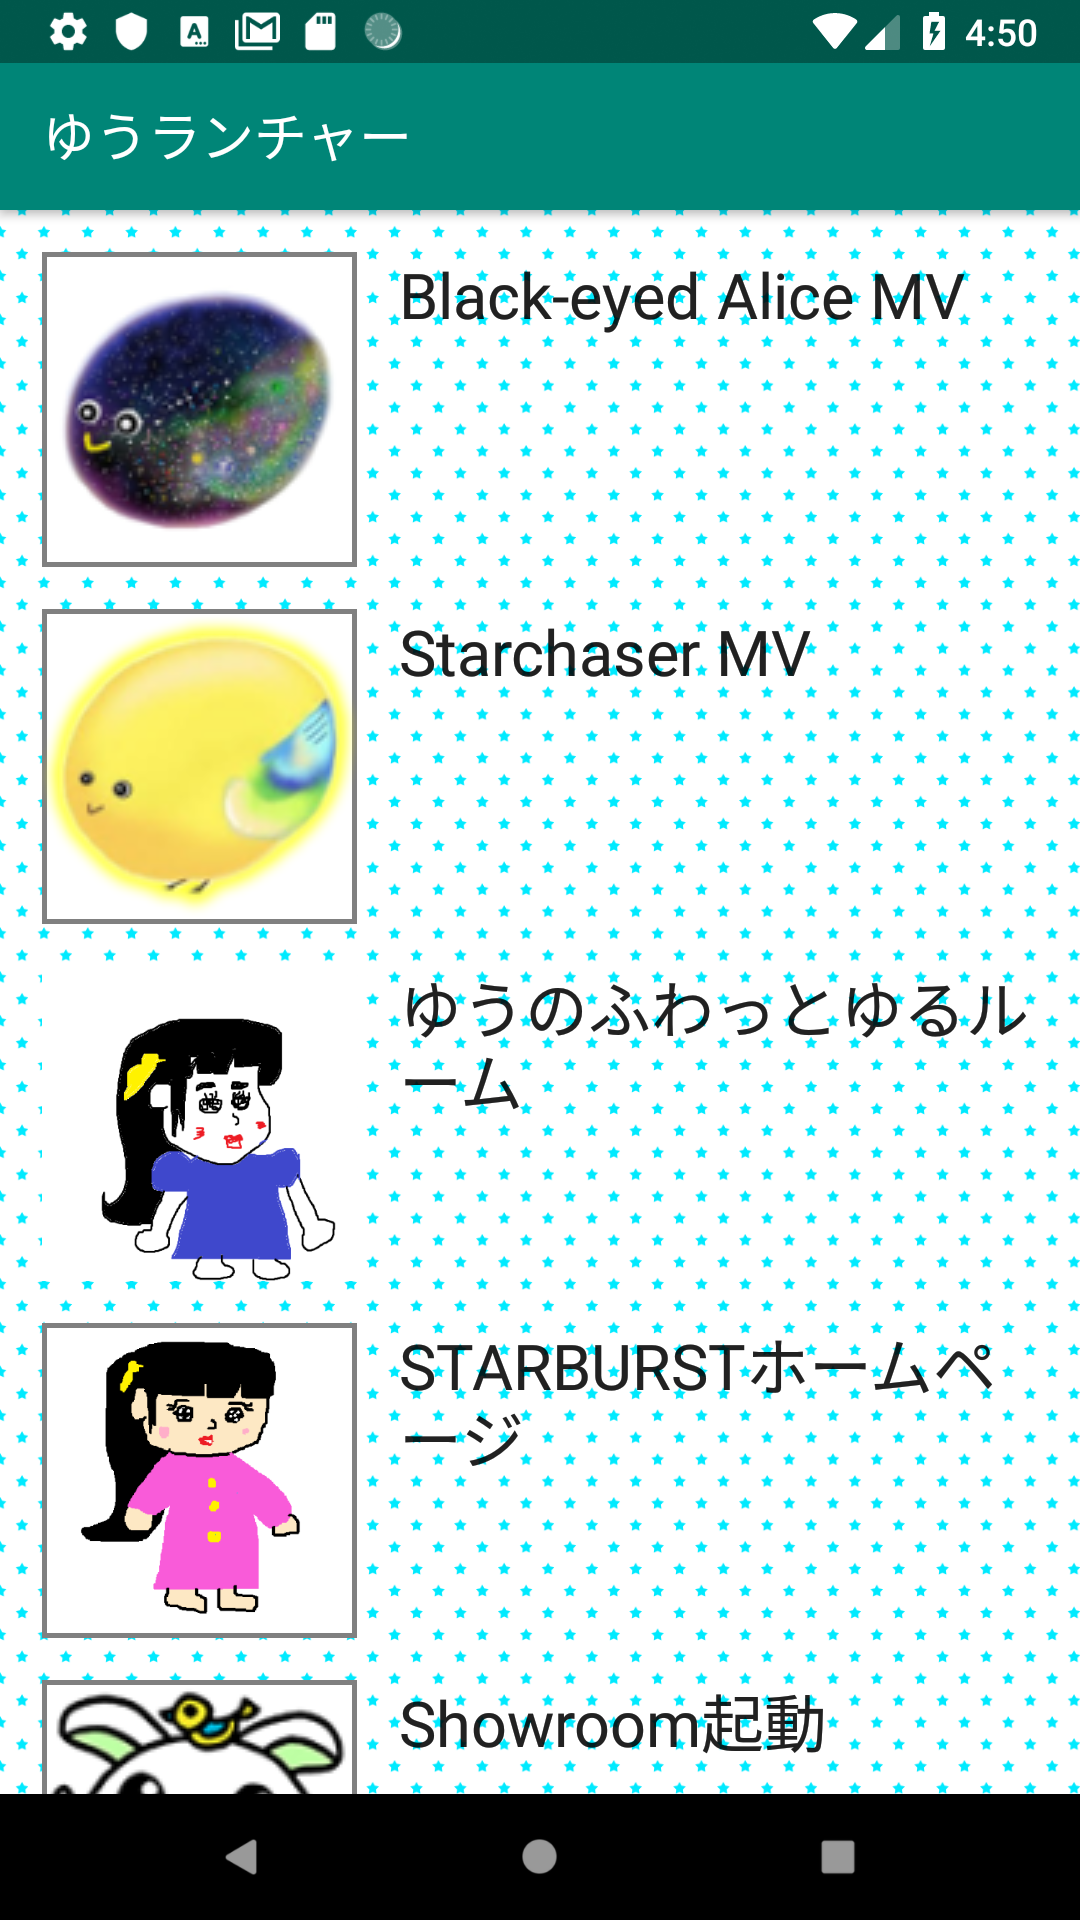 4:50
ゆうランチャー
Black-eyed Alice MV
Starchaser MV
ゆうのふわっとゆるル
ーム
STARBURSTホームペ
ージ
Showroom起動